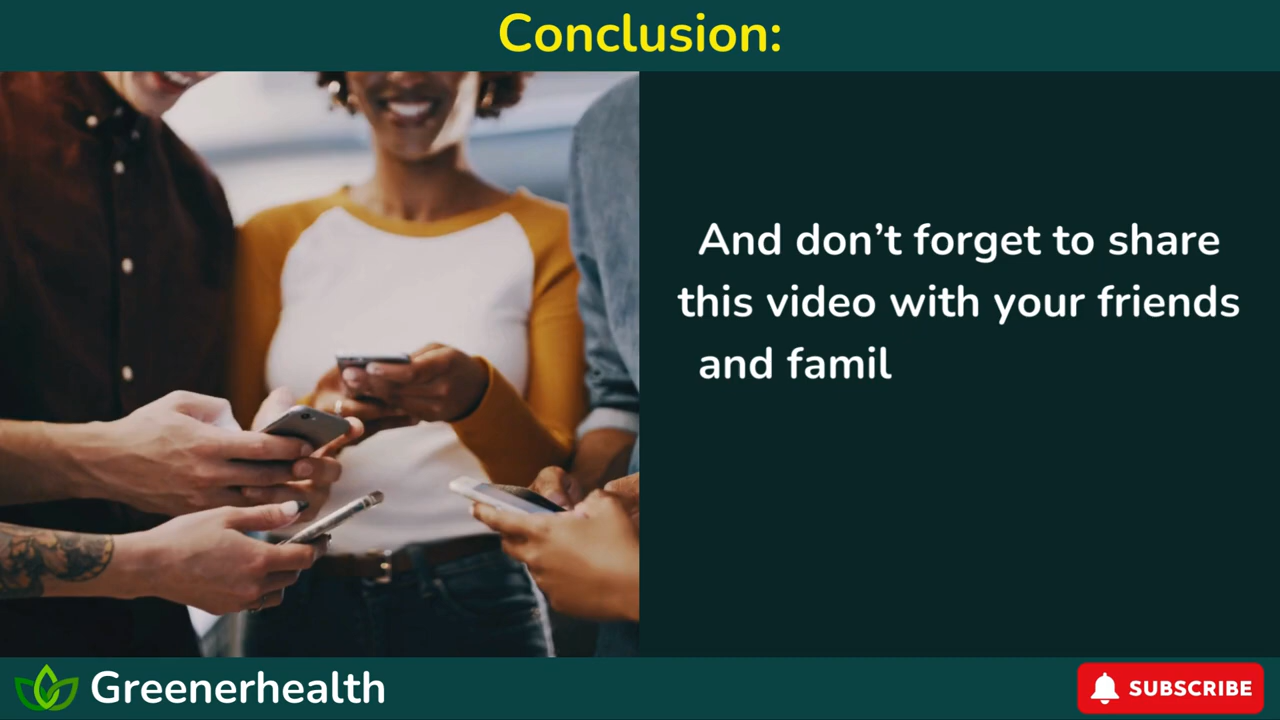 Conclusion:
And don’t forget to share
this video with your friends
and famil
Greenerhealth
SUBSCRIBE